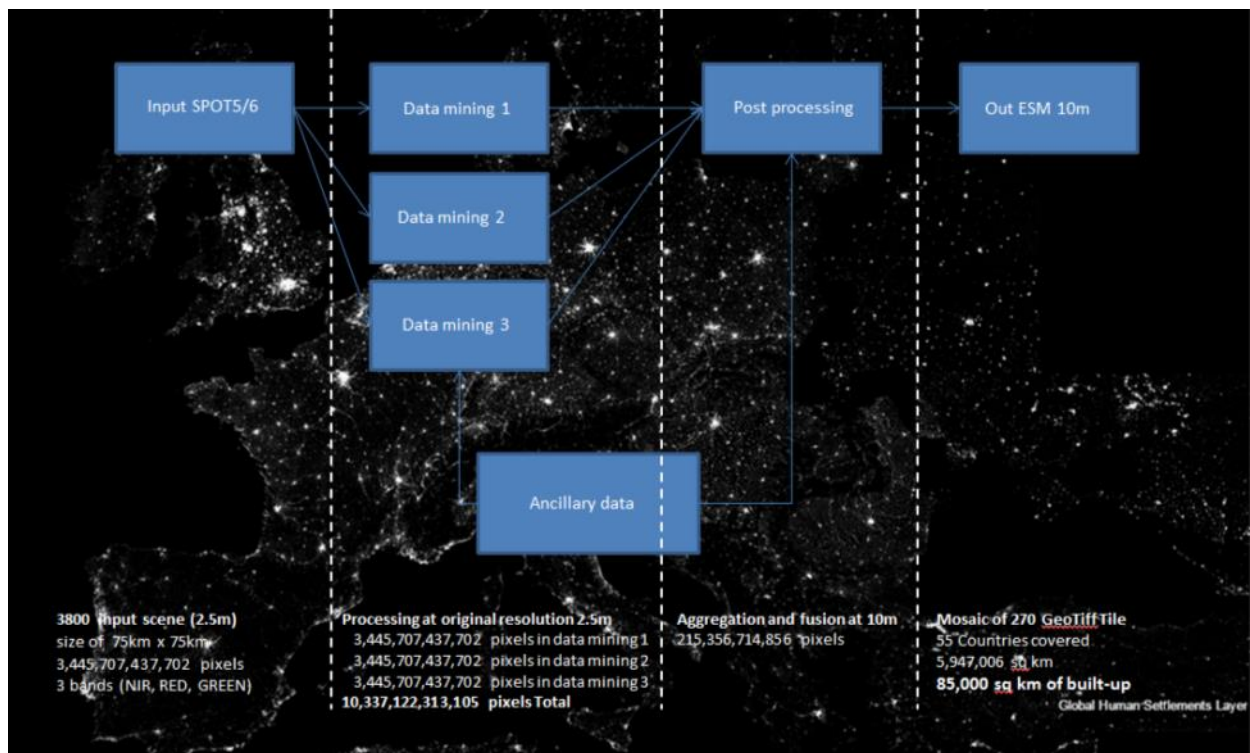 Input SPOT5/6
Data mining 1
Post processing
Out ESM 10m
Data mining 2
Data mining 3
Ancillary data
3800 input scene (2.5m)
size of 75km x 75km
3,445,707,437,702 pixels
3 bands (NIR, RED, GREEN)
Processing at original resolution 2.5m
3,445,707,437,702 pixels in data mining 1
3,445,707,437,702 pixels in data mining 2
3,445,707,437,702 pixels in data mining 3
10,337,122,313,105 pixels Total
Aggregation and fusion at 10m
215,356,714,856 pixels
Mosaic of 270 GeoTiff Tile
55 Countries covered
5,947,006 sq km
85,000 sq km of built-up
Global Human Settlements Layer